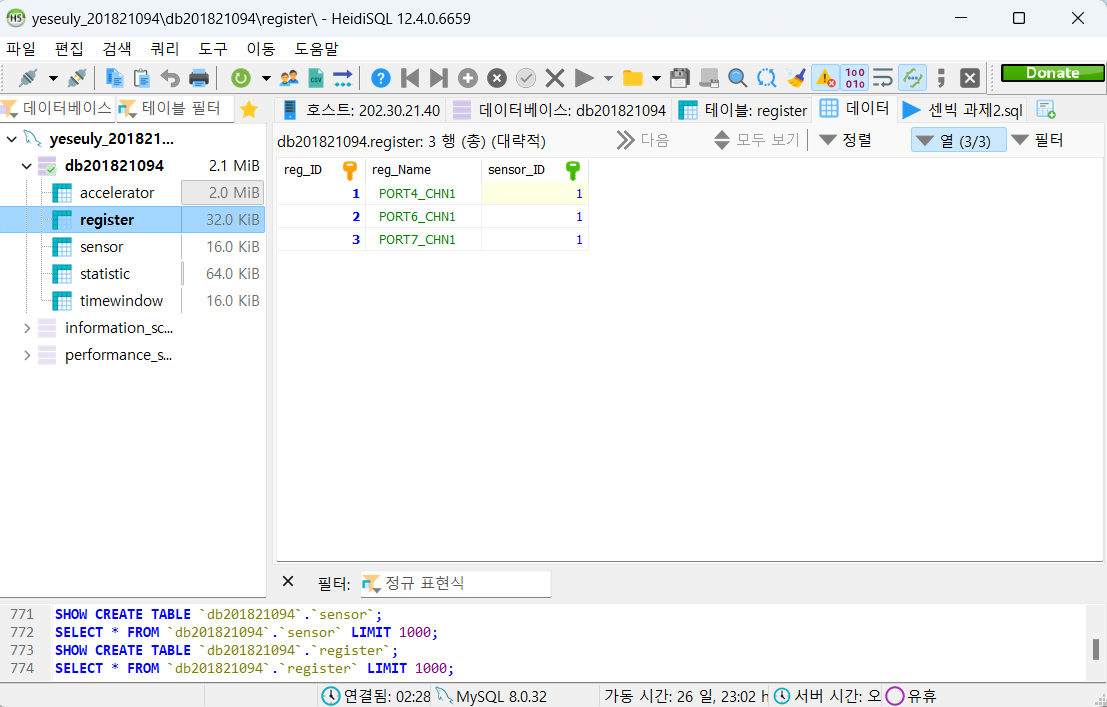 yeseuly_201821094\db201821094\register\ - HeidiSQL 12.4.0.6659
파일 편집 검색 쿼리 도구 이동 도움말
Donate
데이터베이스 테이블 필터
호스트: 202.30.21.40 데이터베이스: db201821094 테이블: register 데이터 센빅 과제2.sql
yeseuly_201821...
db201821094 2.1 MiB
accelerator 2.0 MiB
register 32.0 KiB
sensor 16.0 KiB
statistic 64.0 KiB
timewindow 16.0 KiB
information_sc...
performance_s...
db201821094.register: 3 행 (총) (대략적) 다음 모두 보기 정렬 열 (3/3) 필터
reg_ID reg_Name sensor_ID
1 PORT4_CHN1 1
2 PORT6_CHN1 1
3 PORT7_CHN1 1
필터: 정규 표현식
771 SHOW CREATE TABLE `db201821094`.`sensor`;
772 SELECT * FROM `db201821094`.`sensor` LIMIT 1000;
773 SHOW CREATE TABLE `db201821094`.`register`;
774 SELECT * FROM `db201821094`.`register` LIMIT 1000;
연결됨: 02:28 MySQL 8.0.32 가동 시간: 26 일, 23:02 h 서버 시간: 오 유휴